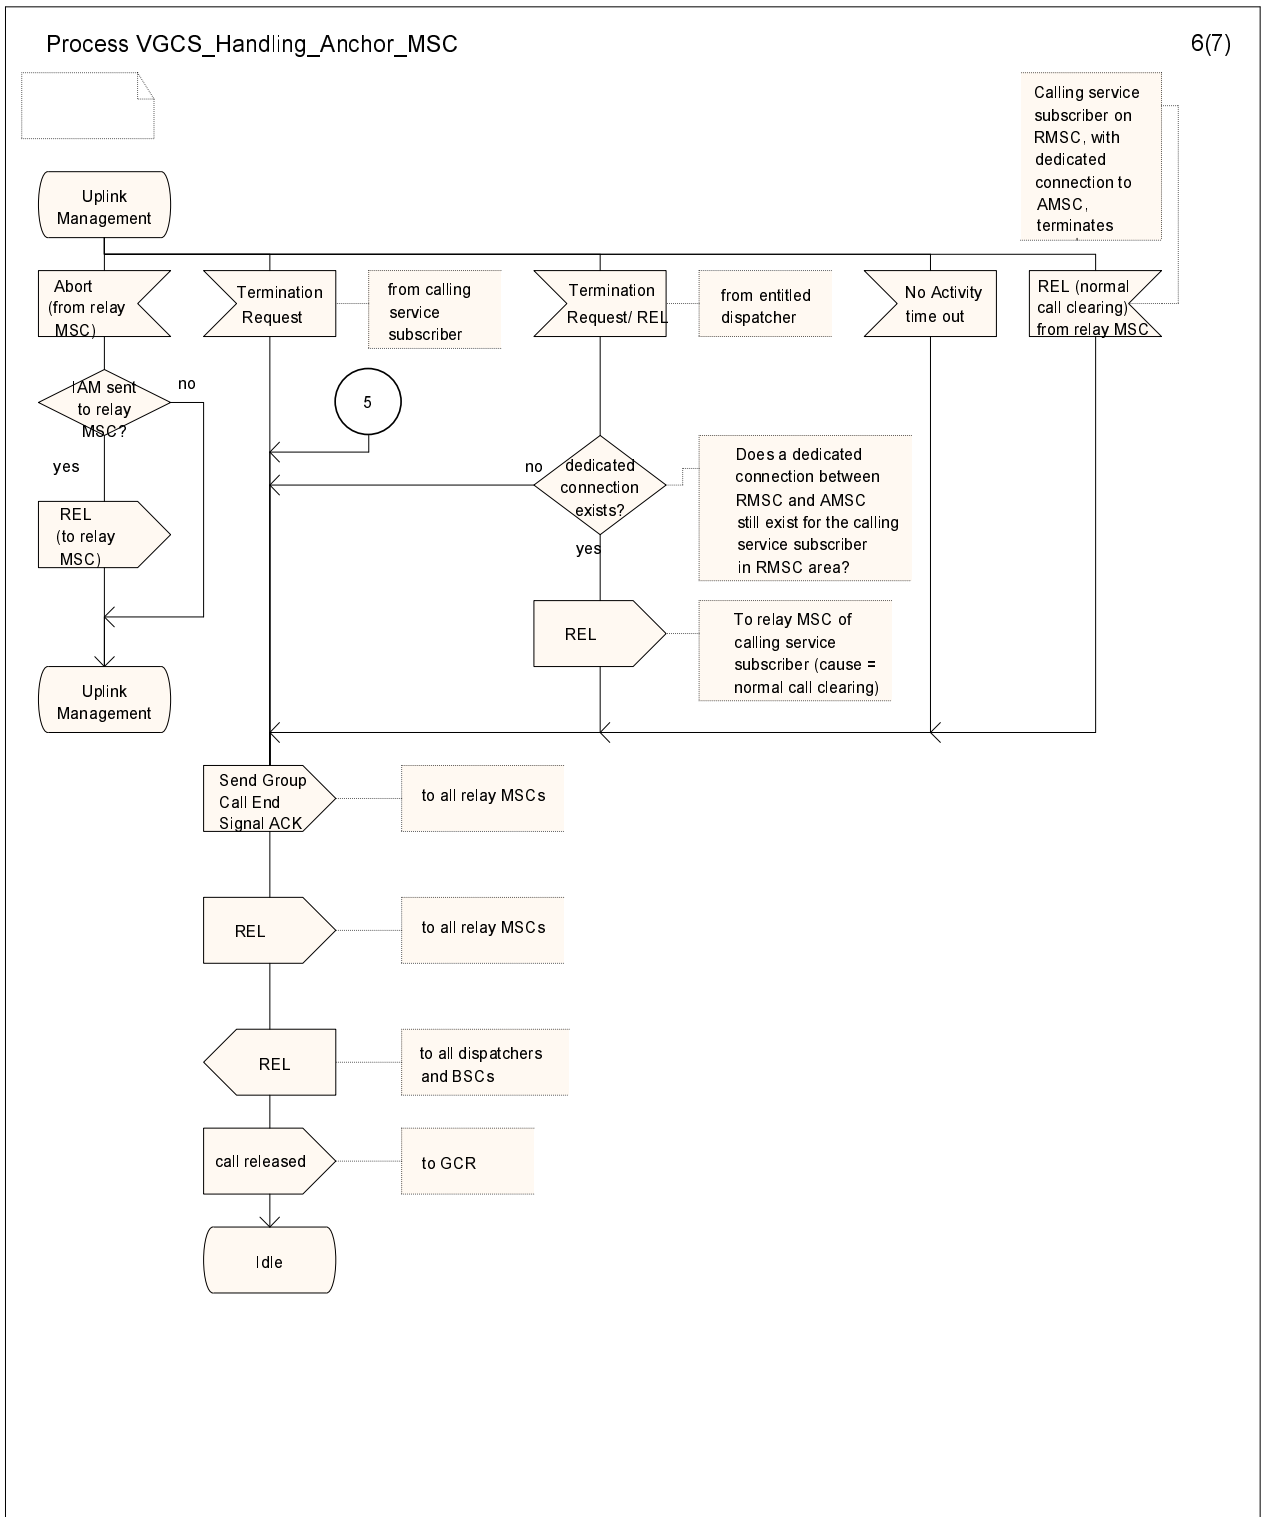 Process VGCS_Handling_Anchor_MSC
6(7)
Calling service
subscriber on
RMSC, with
dedicated
connection to
AMSC,
terminates
Uplink
Management
Abort
(from relay
MSC)
Termination
Request
from calling
service
subscriber
Termination
Request/ REL
from entitled
dispatcher
No Activity
time out
REL (normal
call clearing)
from relay MSC
IAM sent
to relay
MSC?
no
yes
5
no
dedicated
connection
exists?
yes
Does a dedicated
connection between
RMSC and AMSC
still exist for the calling
service subscriber
in RMSC area?
REL
(to relay
MSC)
REL
To relay MSC of
calling service
subscriber (cause =
normal call clearing)
Uplink
Management
Send Group
Call End
Signal ACK
to all relay MSCs
REL
to all relay MSCs
REL
to all dispatchers
and BSCs
call released
to GCR
Idle